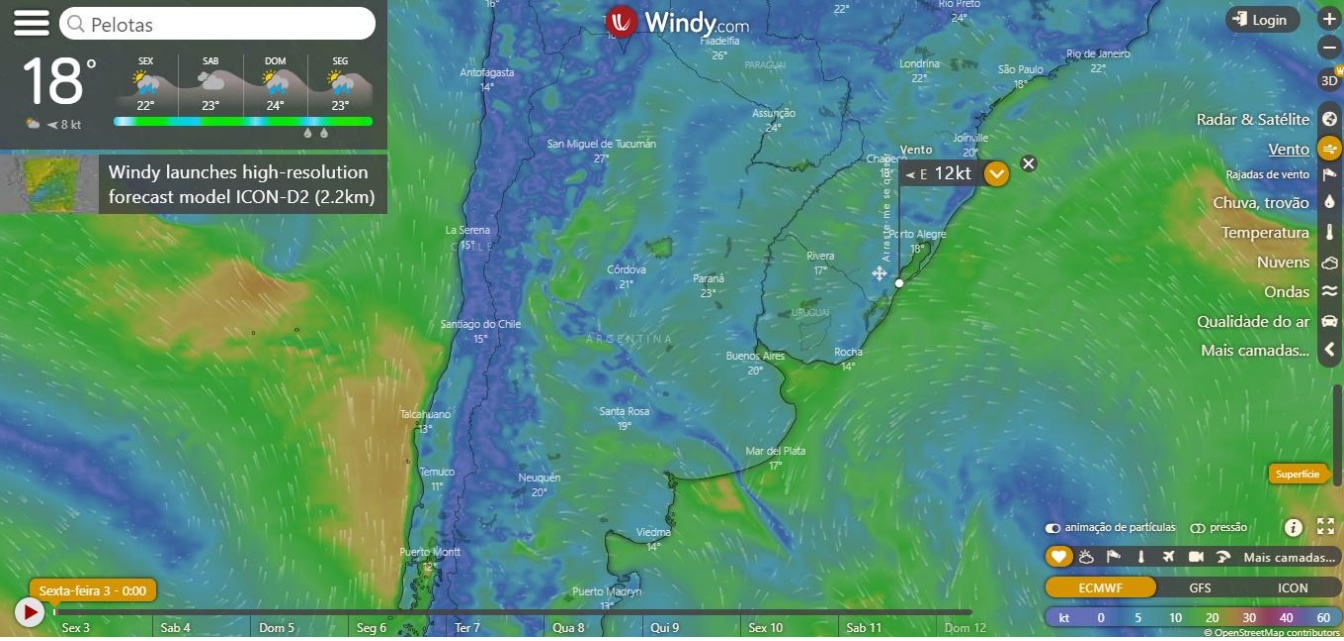 Pelotas
18°
8 kt
SEX SAB DOM SEG
22° 23° 24° 23°
Windy launches high-resolution
forecast model ICON-D2 (2.2km)
Windy.com
Login
3D
Radar & Satélite
Vento
Rajadas de vento
Chuva, trovão
Temperatura
Nuvens
Ondas
Qualidade do ar
Mais camadas...
Superfície
16°
22°
Rio Preto
24°
Filadelfia
26°
PARAGUAI
Londrina
22°
Rio de Janeiro
22°
São Paulo
18°
Antofagasta
14°
Assunção
24°
Joinville
20°
San Miguel de Tucumán
27°
Vento
E 12kt
Arraste-me se qui
La Serena
15°
CHILE
Porto Alegre
18°
Rivera
17°
Córdova
21°
Paraná
23°
URUGUAI
Santiago do Chile
15°
ARGENTINA
Buenos Aires
20°
Rocha
14°
Talcahuano
13°
Santa Rosa
19°
Mar del Plata
17°
Temuco
11°
Neuquén
20°
Viedma
14°
Puerto Montt
12°
Puerto Madryn
13°
animação de partículas pressão
Mais camadas...
ECMWF GFS ICON
kt 0 5 10 20 30 40 60
© OpenStreetMap contributors
Sexta-feira 3 - 0:00
Sex 3 Sab 4 Dom 5 Seg 6 Ter 7 Qua 8 Qui 9 Sex 10 Sab 11 Dom 12